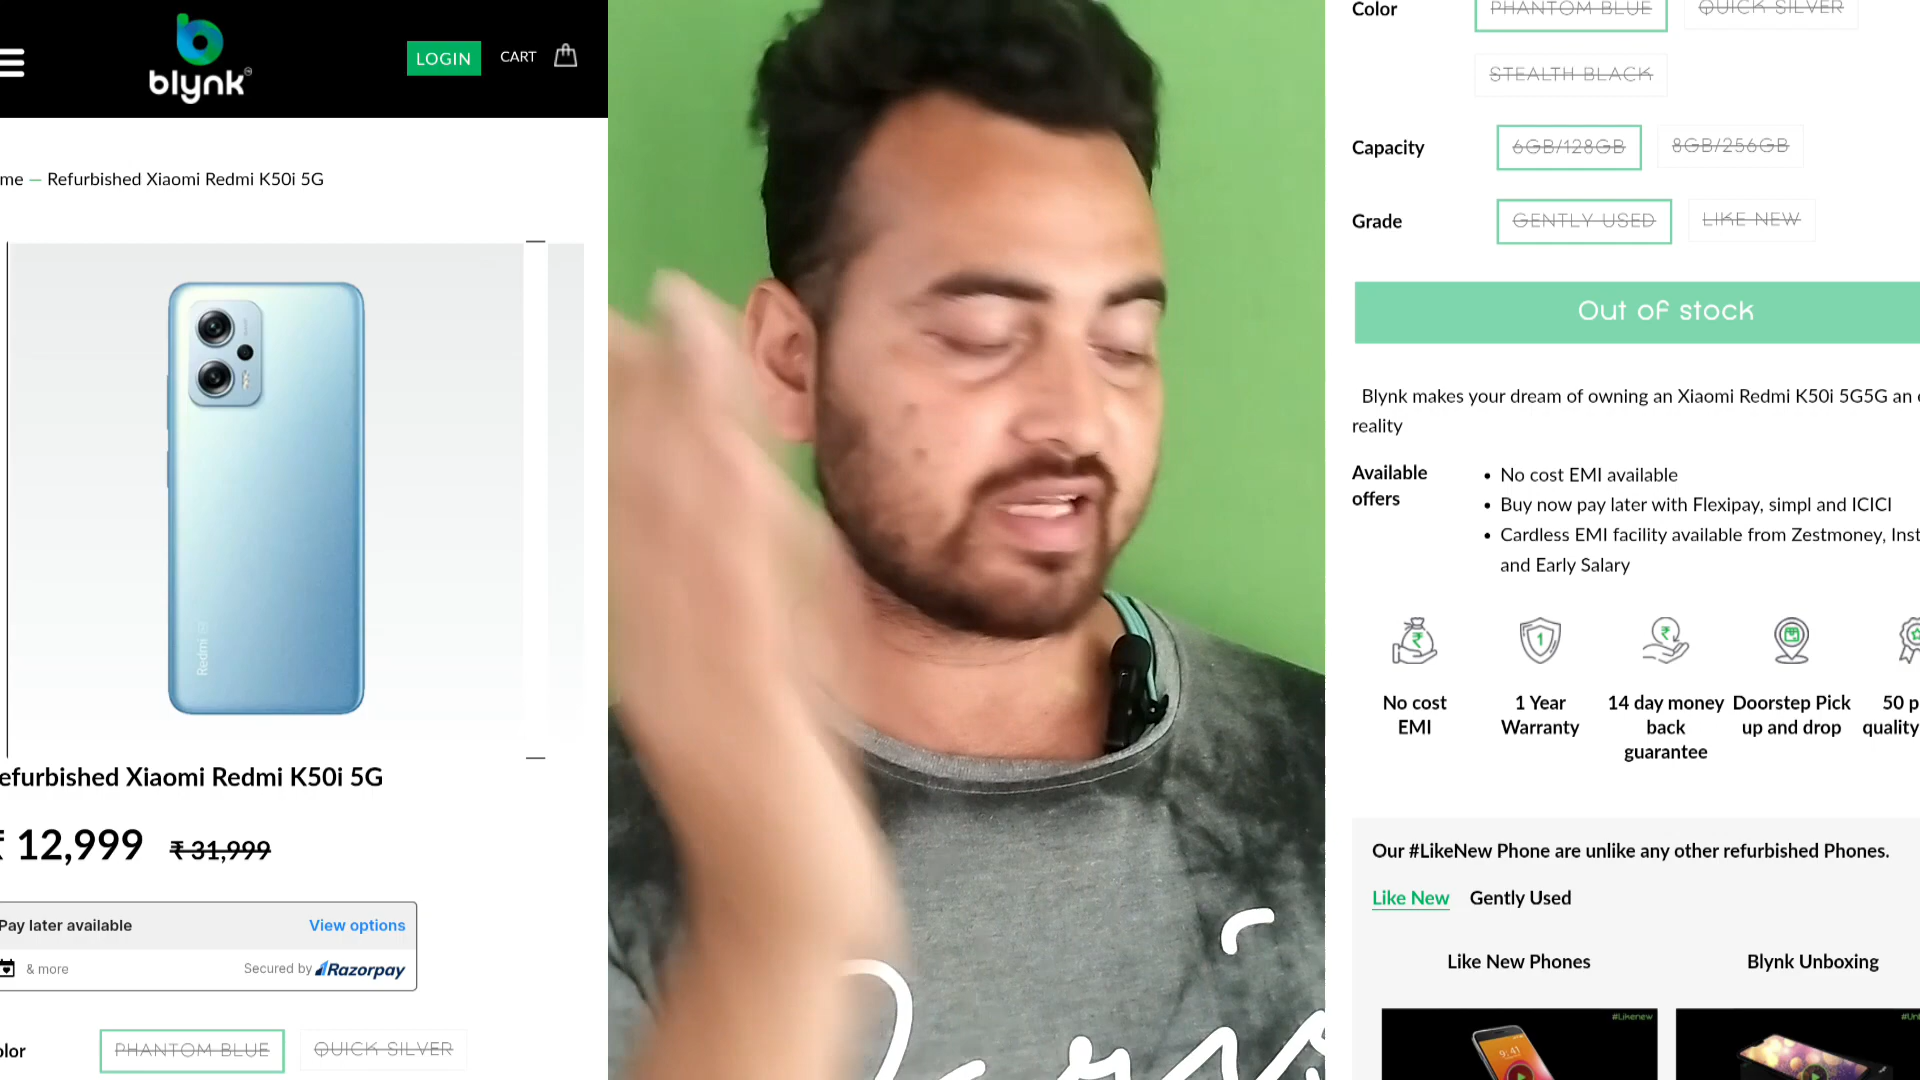 blynk
LOGIN
CART
me — Refurbished Xiaomi Redmi K50i 5G
Redmi
efurbished Xiaomi Redmi K50i 5G
₹ 12,999 ₹ 31,999
Pay later available
View options
& more
Secured by Razorpay
olor
PHANTOM BLUE
QUICK SILVER
Color
PHANTOM BLUE
QUICK SILVER
STEALTH BLACK
Capacity
6GB/128GB
8GB/256GB
Grade
GENTLY USED
LIKE NEW
Out of stock
Blynk makes your dream of owning an Xiaomi Redmi K50i 5G5G an
reality
Available
offers
• No cost EMI available
• Buy now pay later with Flexipay, simpl and ICICI
• Cardless EMI facility available from Zestmoney, Inst
and Early Salary
No cost
EMI
1
1 Year
Warranty
14 day money
back
guarantee
Doorstep Pick
up and drop
50 p
quality
Our #LikeNew Phone are unlike any other refurbished Phones.
Like New
Gently Used
Like New Phones
Blynk Unboxing
#Likenew
9:41